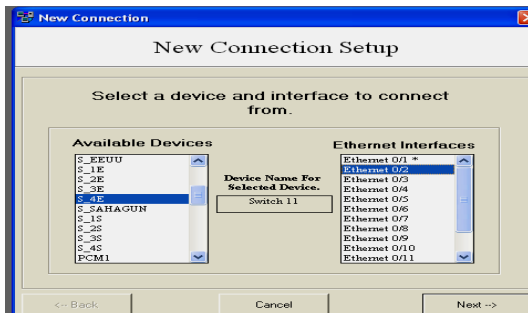 New Connection
New Connection Setup
Select a device and interface to connect
from.
Available Devices
S_EEUU
S_1E
S_2E
S_3E
S_4E
S_SAHAGUN
S_1S
S_2S
S_3S
S_4S
PCM1
Device Name For
Selected Device.
Switch 11
Ethernet Interfaces
Ethernet 0/1 *
Ethernet 0/2
Ethernet 0/3
Ethernet 0/4
Ethernet 0/5
Ethernet 0/6
Ethernet 0/7
Ethernet 0/8
Ethernet 0/9
Ethernet 0/10
Ethernet 0/11
<-- Back
Cancel
Next -->